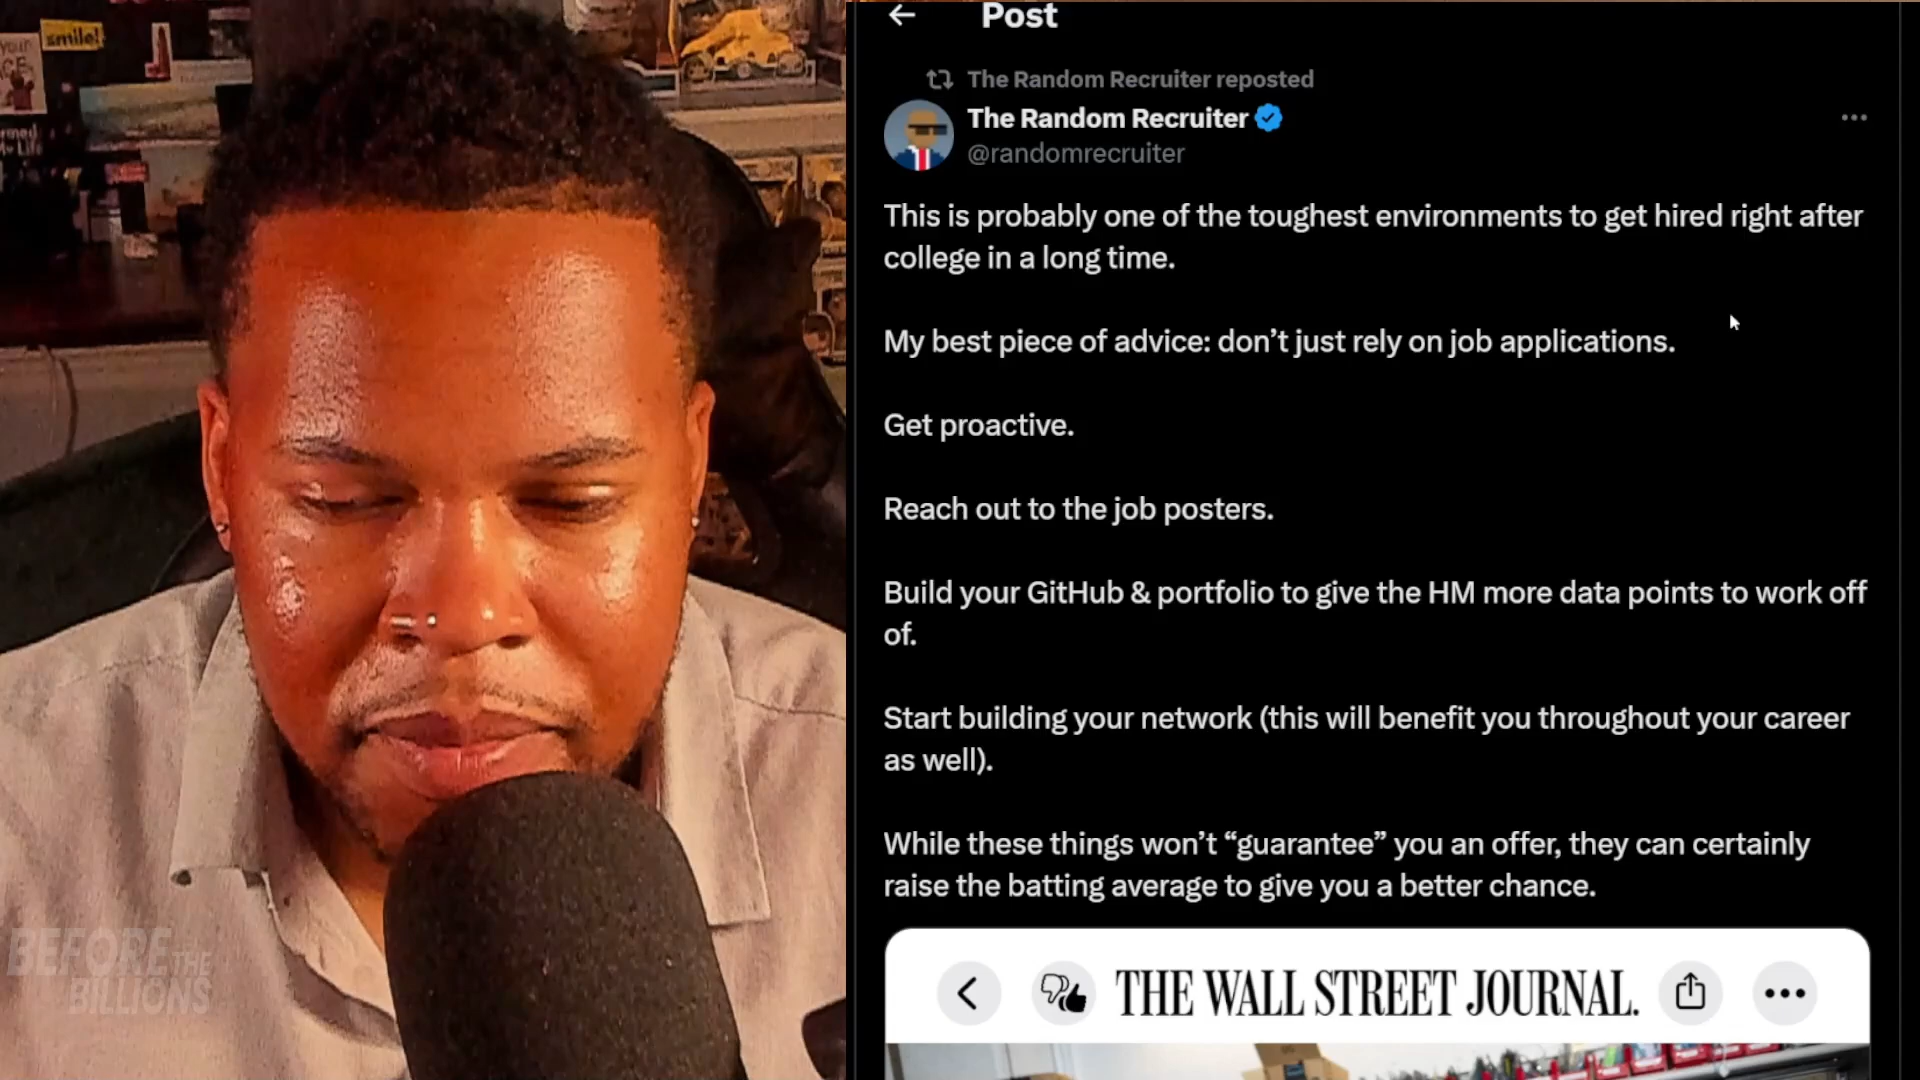 your
smile!
Post
The Random Recruiter reposted
The Random Recruiter
@randomrecruiter
This is probably one of the toughest environments to get hired right after
college in a long time.
My best piece of advice: don’t just rely on job applications.
Get proactive.
Reach out to the job posters.
Build your GitHub & portfolio to give the HM more data points to work off
of.
Start building your network (this will benefit you throughout your career
as well).
While these things won’t “guarantee” you an offer, they can certainly
raise the batting average to give you a better chance.
THE WALL STREET JOURNAL.
BEFORE THE
BILLIONS